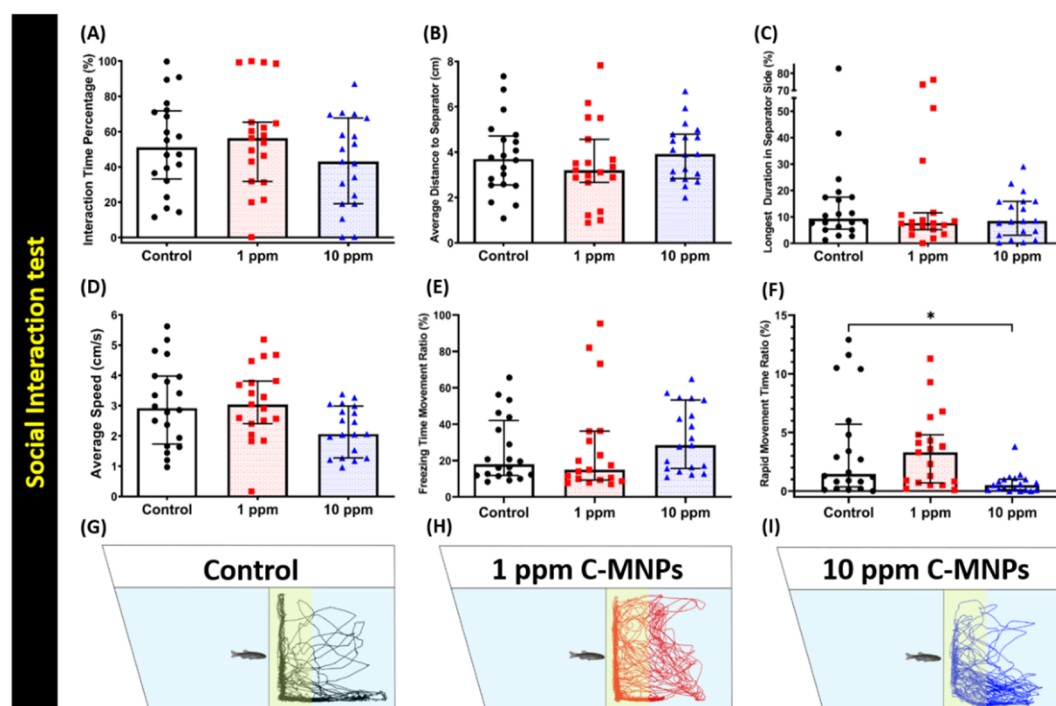 Social Interaction test
(A)
Interaction Time Percentage (%)
100
80
60
40
20
0
Control
1 ppm
10 ppm
(B)
Average Distance to Separator (cm)
8
6
4
2
0
Control
1 ppm
10 ppm
(C)
Longest Duration in Separator Side (%)
80
70
60
50
40
30
20
10
0
Control
1 ppm
10 ppm
(D)
Average Speed (cm/s)
6
5
4
3
2
1
0
Control
1 ppm
10 ppm
(E)
Freezing Time Movement Ratio (%)
100
80
60
40
20
0
Control
1 ppm
10 ppm
(F)
Rapid Movement Time Ratio (%)
15
10
5
0
*
Control
1 ppm
10 ppm
(G)
Control
(H)
1 ppm C-MNPs
(I)
10 ppm C-MNPs